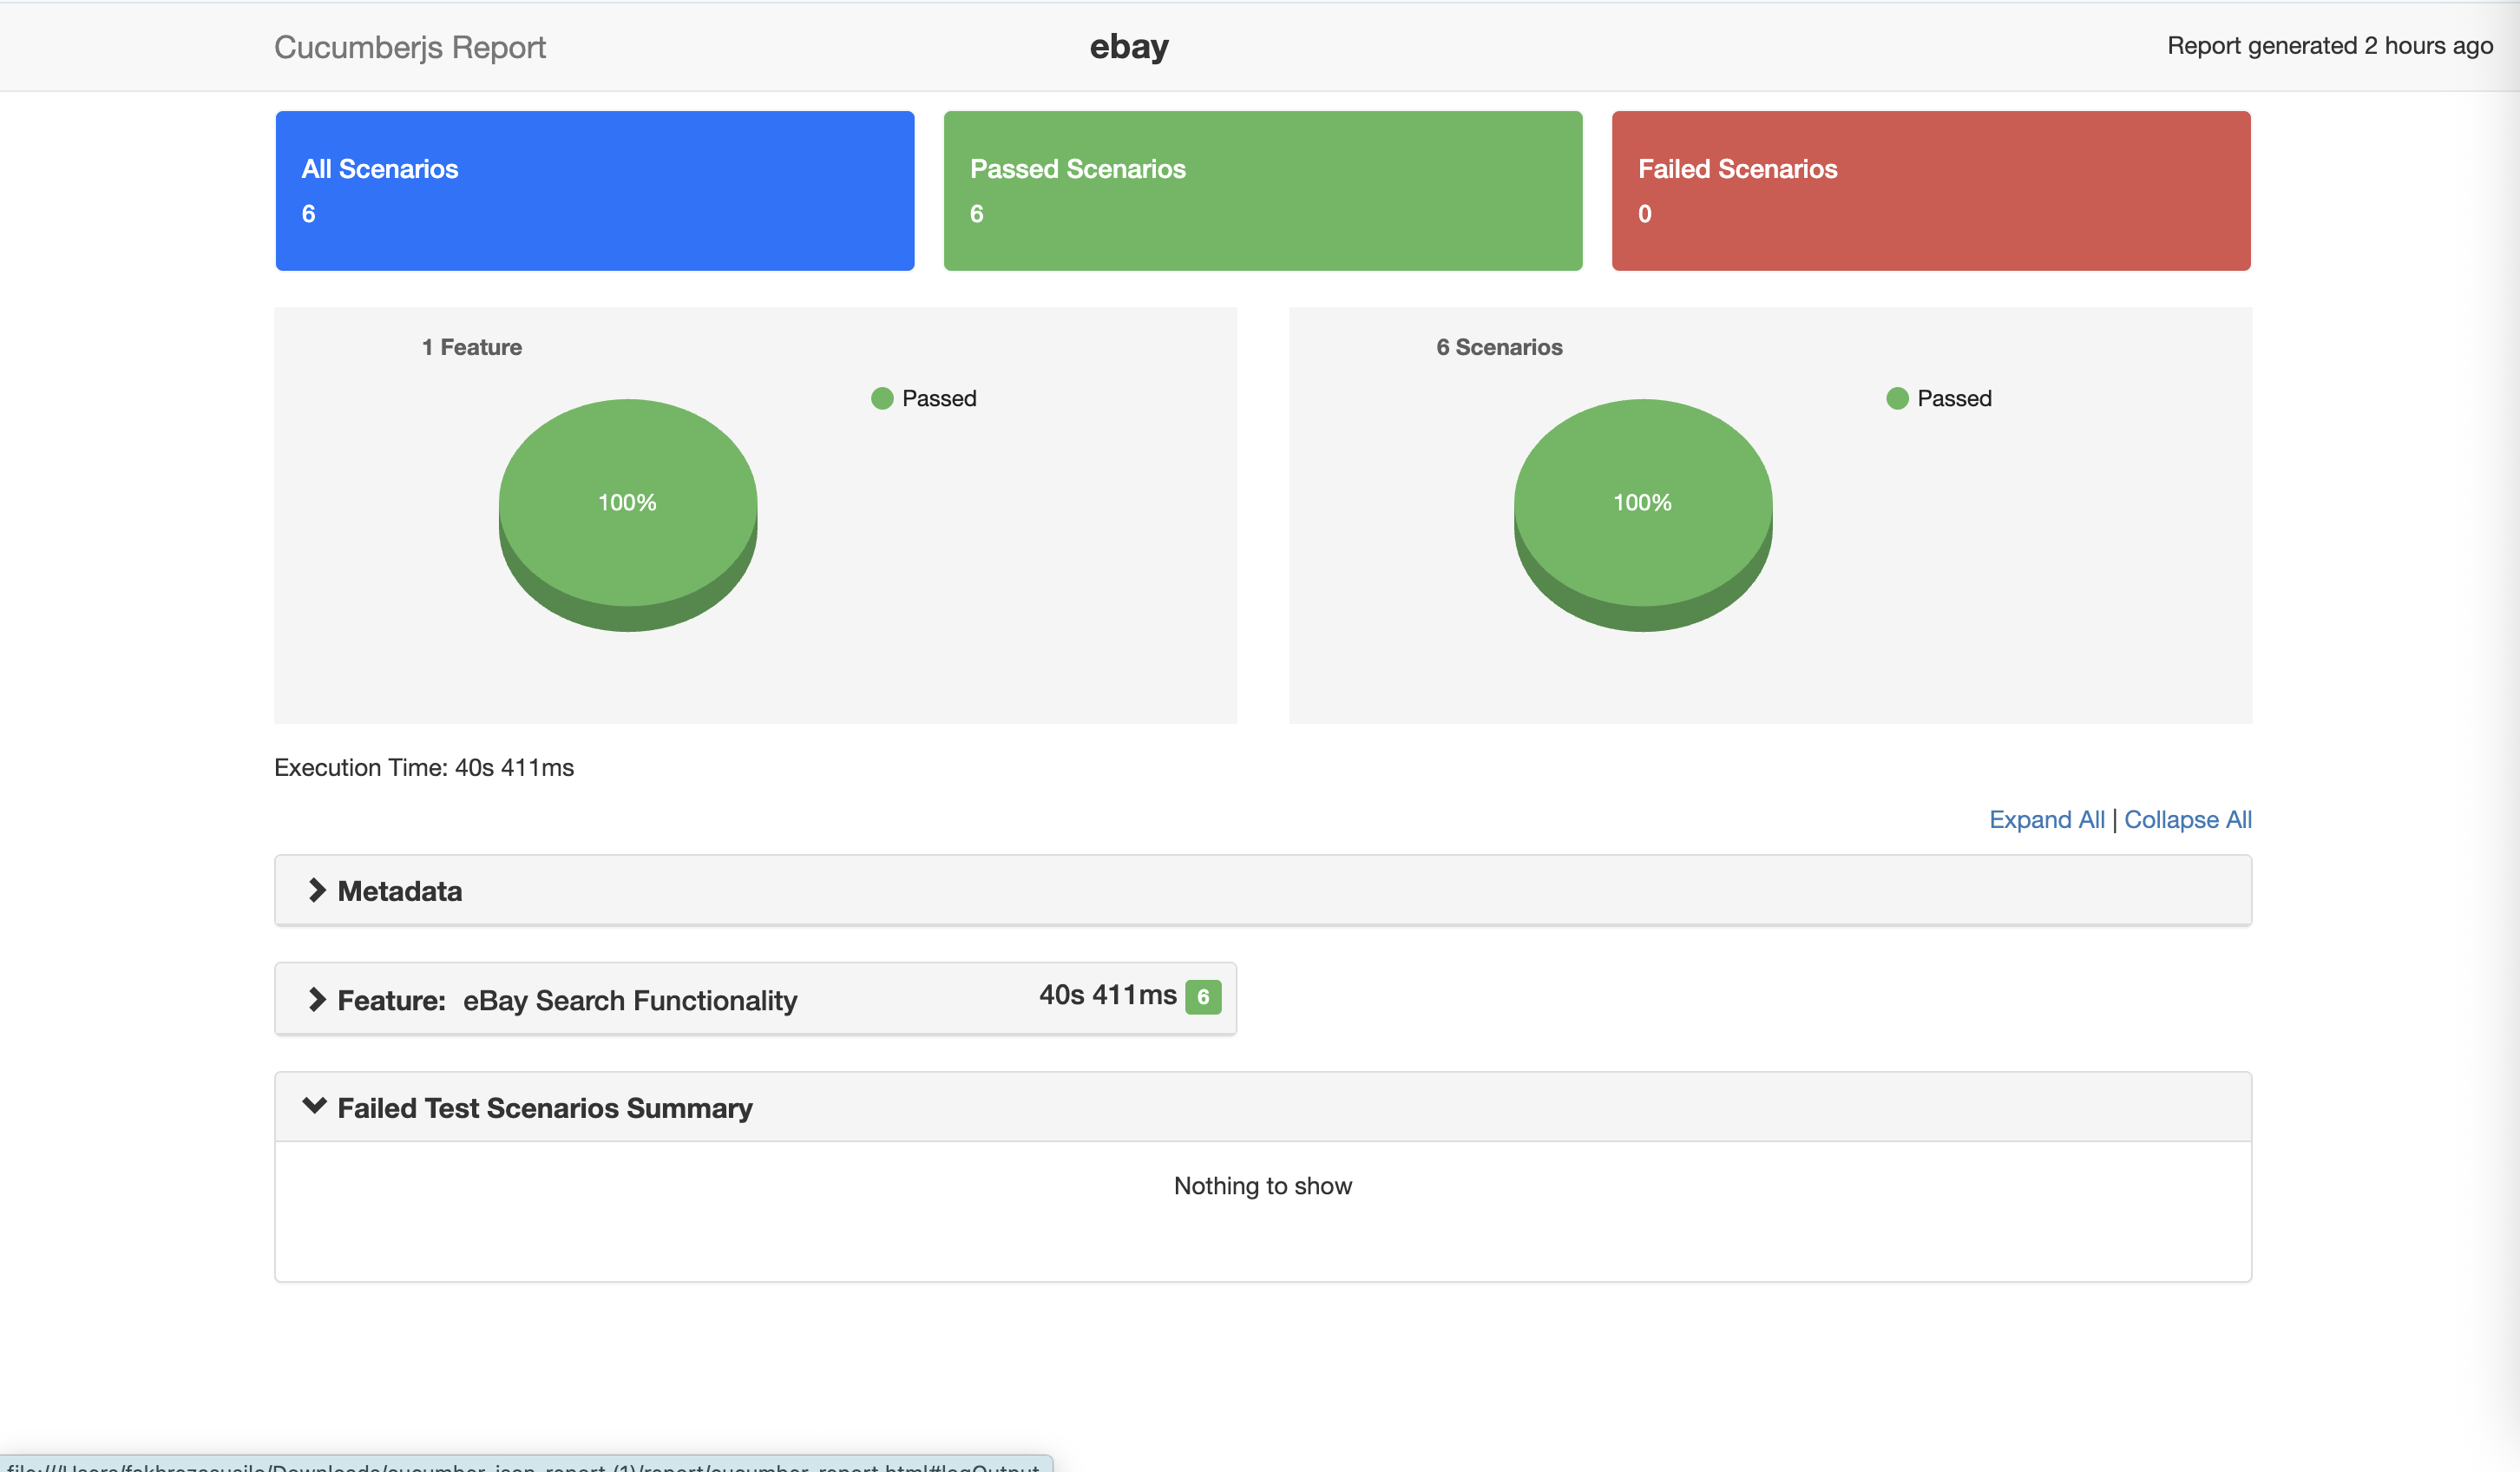 Cucumberjs Report
ebay
Report generated 2 hours ago
All Scenarios
6
Passed Scenarios
6
Failed Scenarios
0
1 Feature
Passed
100%
6 Scenarios
Passed
100%
Execution Time: 40s 411ms
Expand All | Collapse All
Metadata
Feature: eBay Search Functionality 40s 411ms 6
Failed Test Scenarios Summary
Nothing to show